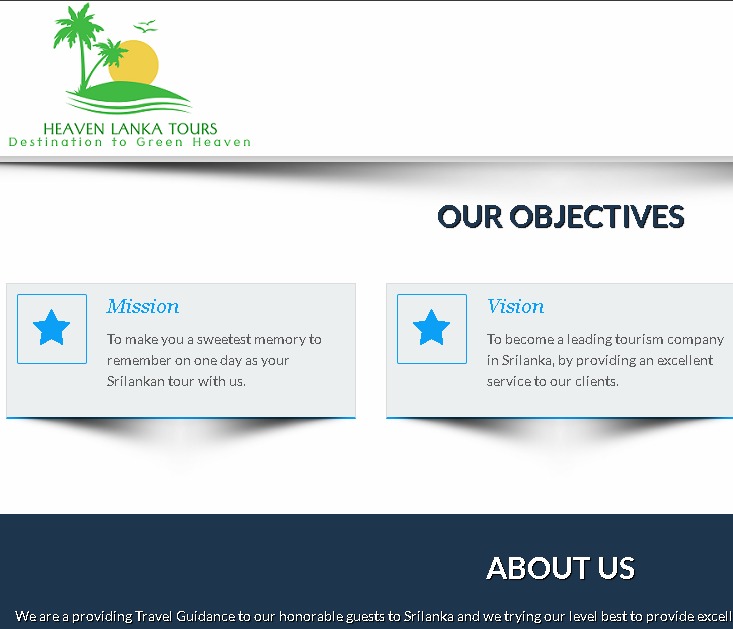 HEAVEN LANKA TOURS
Destination to Green Heaven
OUR OBJECTIVES
Mission
To make you a sweetest memory to
remember on one day as your
Srilankan tour with us.
Vision
To become a leading tourism company
in Srilanka, by providing an excellent
service to our clients.
ABOUT US
We are a providing Travel Guidance to our honorable guests to Srilanka and we trying our level best to provide